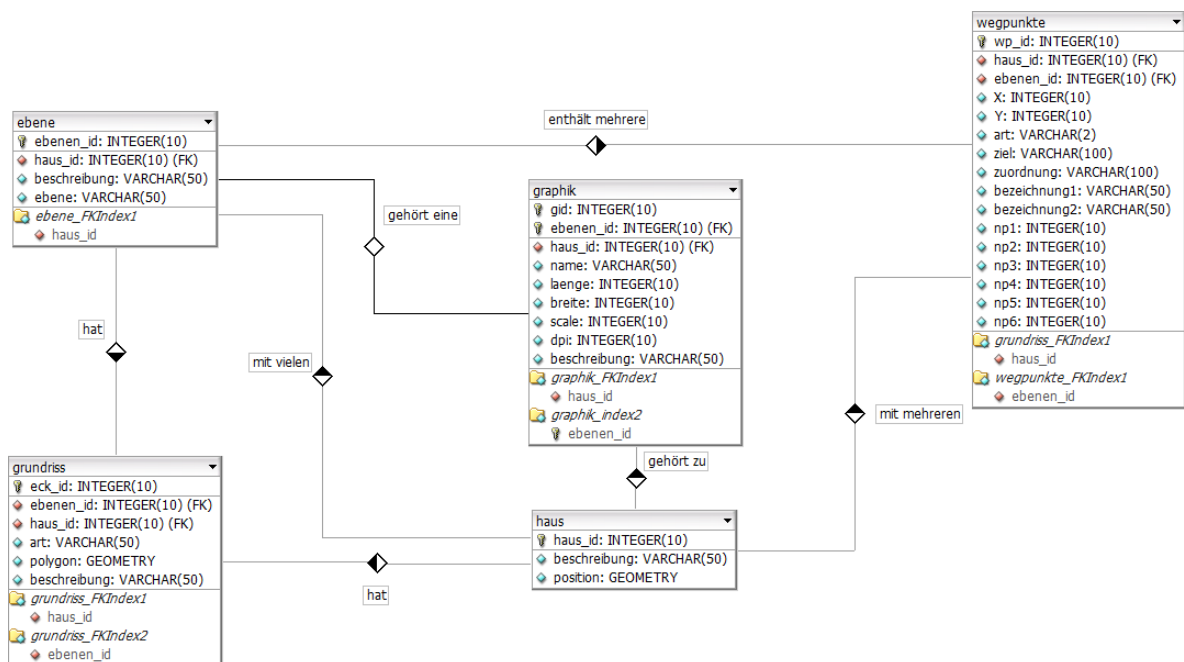 wegpunkte
wp_id: INTEGER(10)
haus_id: INTEGER(10) (FK)
ebenen_id: INTEGER(10) (FK)
X: INTEGER(10)
Y: INTEGER(10)
art: VARCHAR(2)
ziel: VARCHAR(100)
zuordnung: VARCHAR(100)
bezeichnung1: VARCHAR(50)
bezeichnung2: VARCHAR(50)
np1: INTEGER(10)
np2: INTEGER(10)
np3: INTEGER(10)
np4: INTEGER(10)
np5: INTEGER(10)
np6: INTEGER(10)
grundriss_FKIndex1
haus_id
wegpunkte_FKIndex1
ebenen_id
ebene
ebenen_id: INTEGER(10)
haus_id: INTEGER(10) (FK)
beschreibung: VARCHAR(50)
ebene: VARCHAR(50)
ebene_FKIndex1
haus_id
enthält mehrere
gehört eine
graphik
gid: INTEGER(10)
ebenen_id: INTEGER(10) (FK)
haus_id: INTEGER(10) (FK)
name: VARCHAR(50)
laenge: INTEGER(10)
breite: INTEGER(10)
scale: INTEGER(10)
dpi: INTEGER(10)
beschreibung: VARCHAR(50)
graphik_FKIndex1
haus_id
graphik_index2
ebenen_id
hat
mit vielen
mit mehreren
gehört zu
grundriss
eck_id: INTEGER(10)
ebenen_id: INTEGER(10) (FK)
haus_id: INTEGER(10) (FK)
art: VARCHAR(50)
polygon: GEOMETRY
beschreibung: VARCHAR(50)
grundriss_FKIndex1
haus_id
grundriss_FKIndex2
ebenen_id
haus
haus_id: INTEGER(10)
beschreibung: VARCHAR(50)
position: GEOMETRY
hat